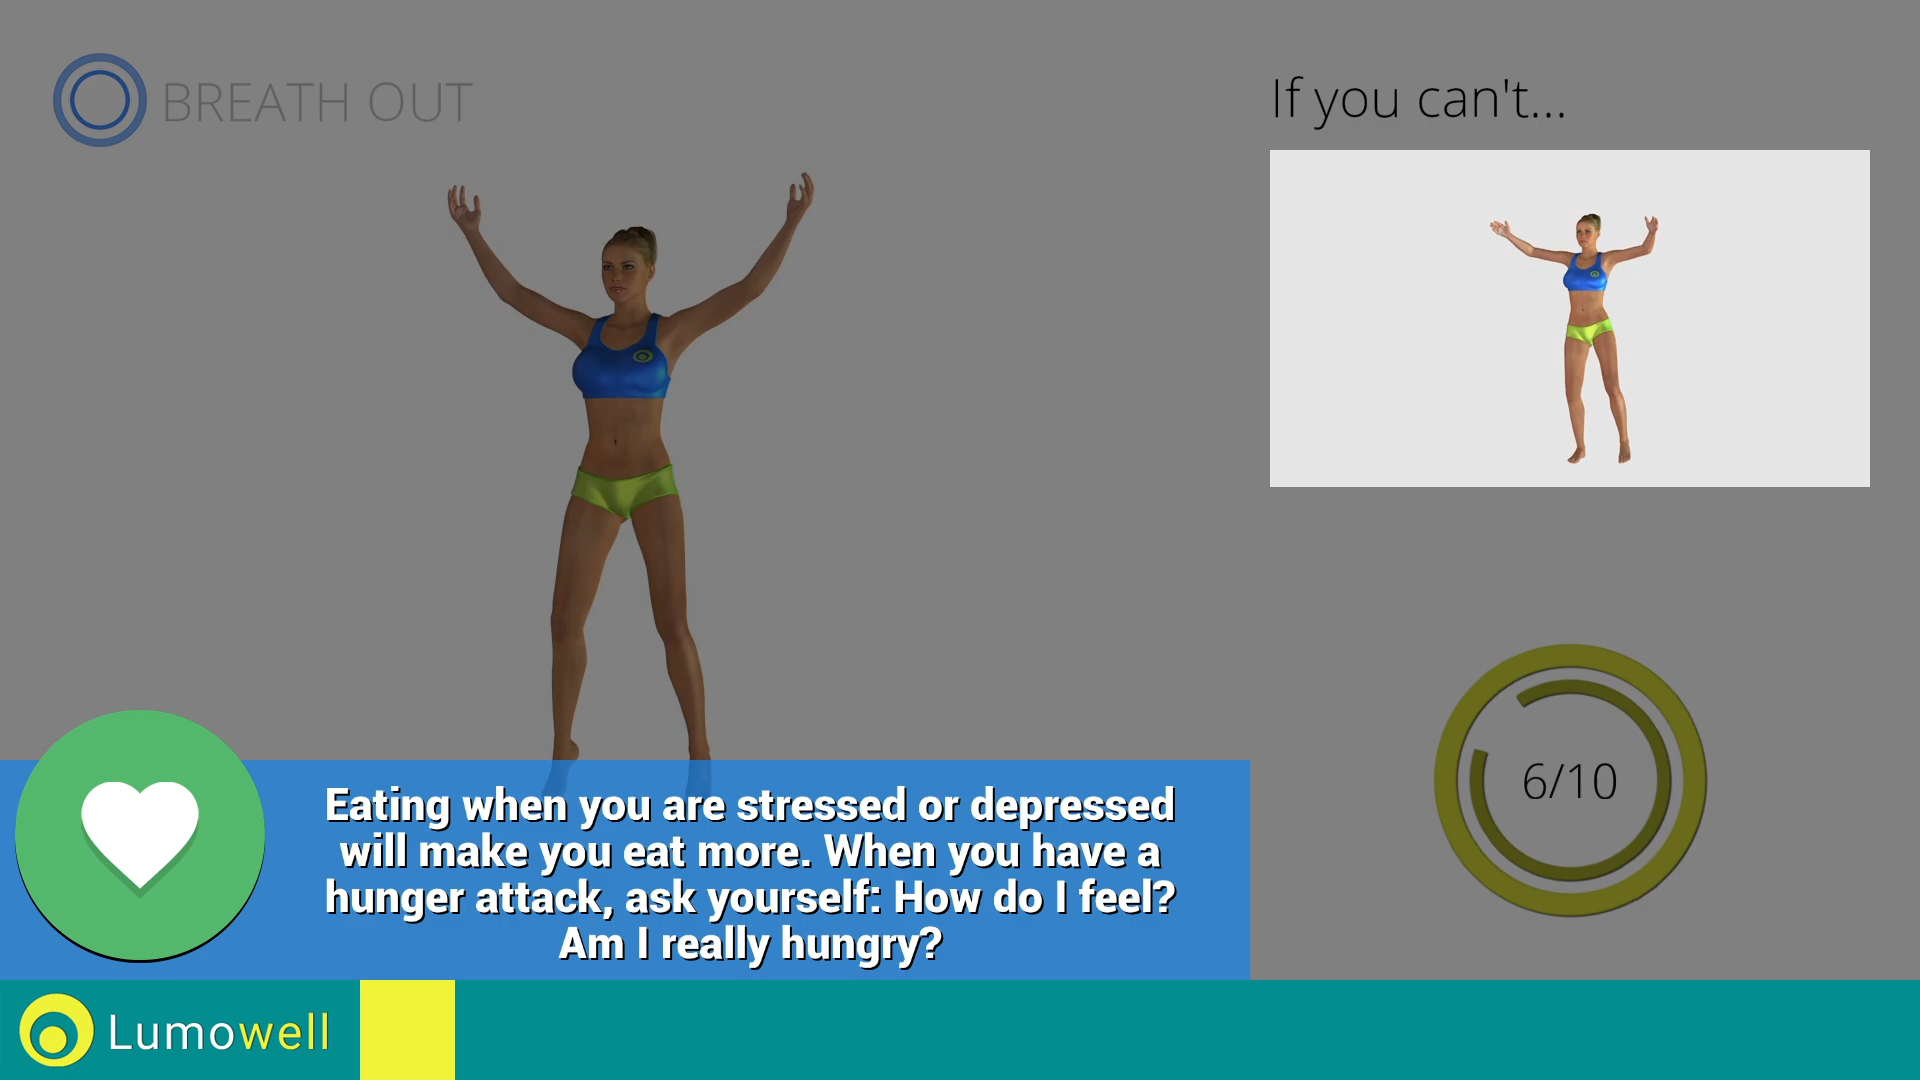 BREATH OUT
If you can't...
6/10
Eating when you are stressed or depressed
will make you eat more. When you have a
hunger attack, ask yourself: How do I feel?
Am I really hungry?
Lumowell